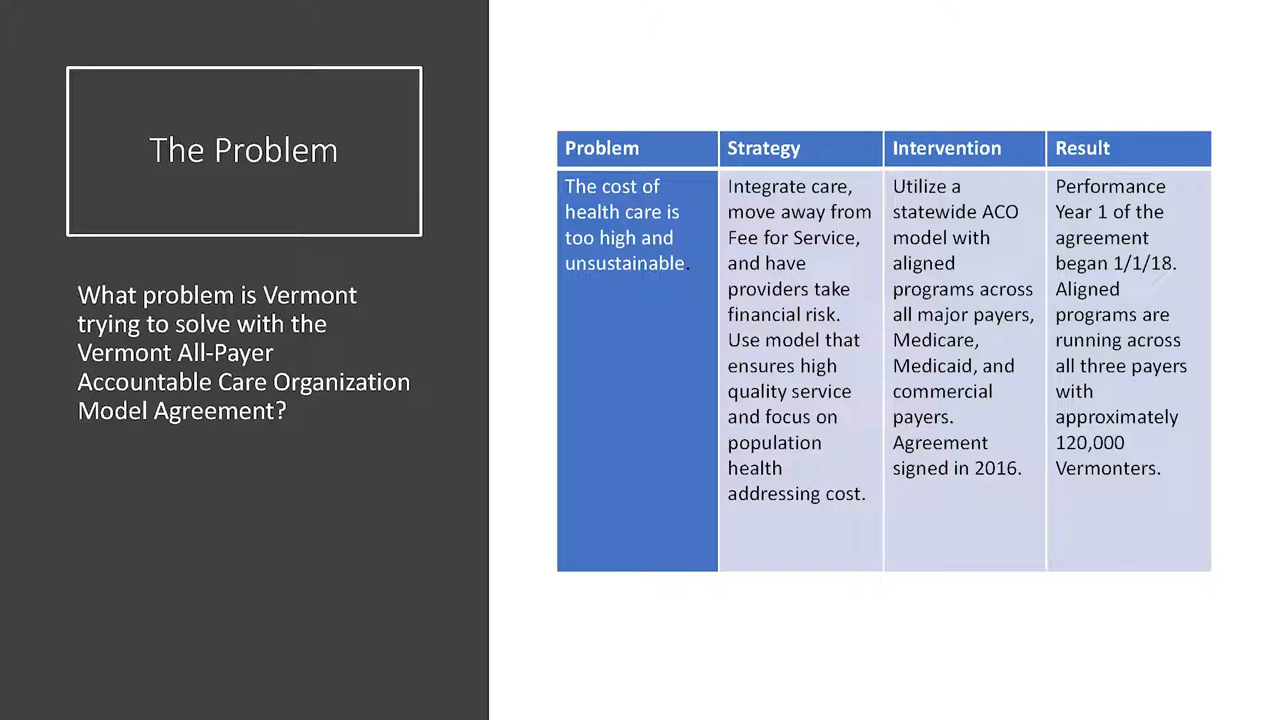 The Problem
What problem is Vermont
trying to solve with the
Vermont All-Payer
Accountable Care Organization
Model Agreement?
Problem
The cost of
health care is
too high and
unsustainable.
Strategy
Integrate care,
move away from
Fee for Service,
and have
providers take
financial risk.
Use model that
ensures high
quality service
and focus on
population
health
addressing cost.
Intervention
Utilize a
statewide ACO
model with
aligned
programs across
all major payers,
Medicare,
Medicaid, and
commercial
payers.
Agreement
signed in 2016.
Result
Performance
Year 1 of the
agreement
began 1/1/18.
Aligned
programs are
running across
all three payers
with
approximately
120,000
Vermonters.